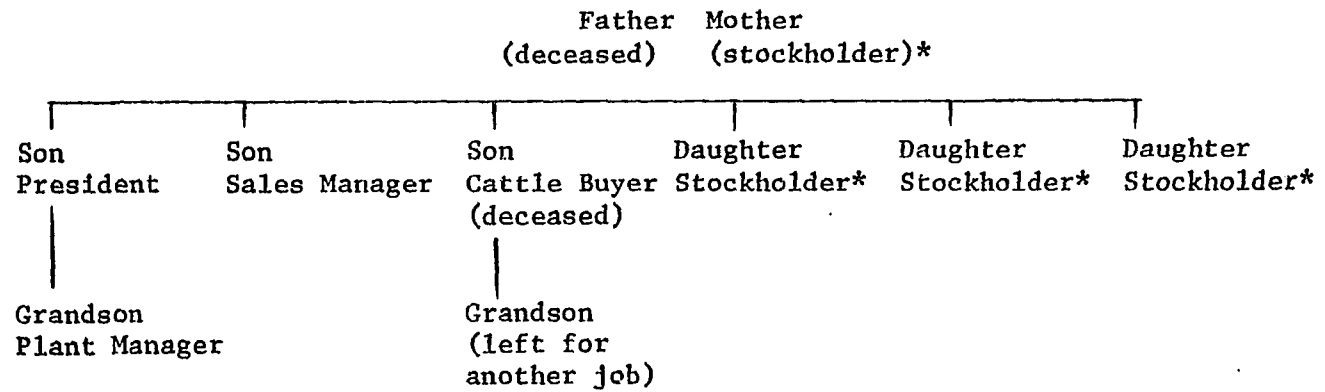 Father Mother
(deceased) (stockholder)*
Son Son Son Daughter Daughter Daughter
President Sales Manager Cattle Buyer Stockholder* Stockholder* Stockholder*
(deceased)
Grandson Grandson
Plant Manager (left for
another job)